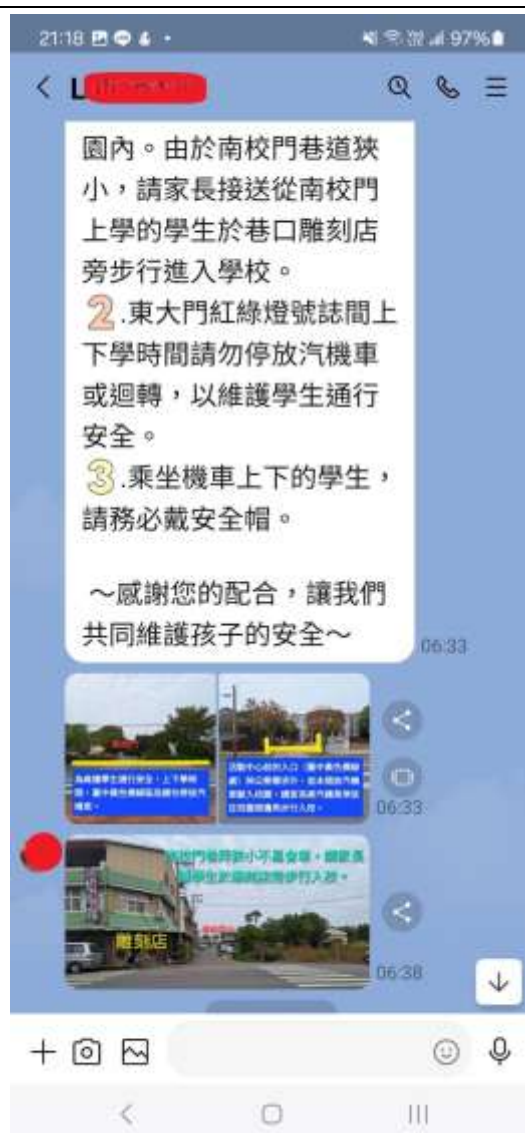 21:18
97%
園內。由於南校門巷道狹
小，請家長接送從南校門
上學的學生於巷口雕刻店
旁步行進入學校。
2.東大門紅綠燈號誌間上
下學時間請勿停放汽機車
或迴轉，以維護學生通行
安全。
3.乘坐機車上下的學生，
請務必戴安全帽。
～感謝您的配合，讓我們
共同維護孩子的安全～
06:33
06:33
雕刻店
06:38